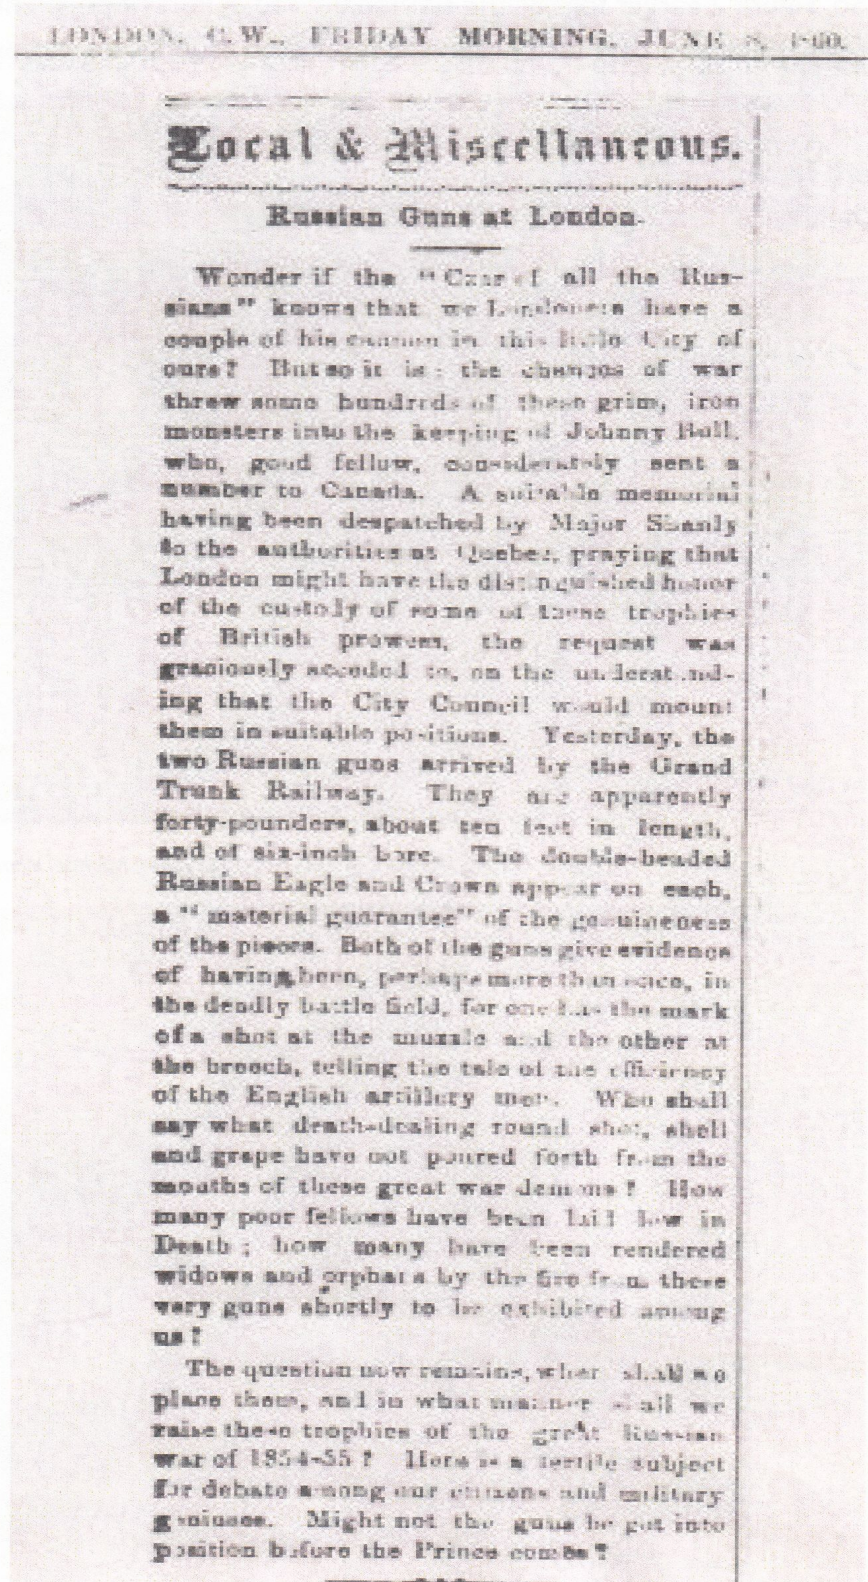 LONDON, C.W., FRIDAY MORNING, JUNE 8, 1860.
Local & Miscellaneous.
Russian Guns at London.
Wonder if the "Czar of all the Rus-
sians" knows that we Londoners have a
couple of his cannon in this little City of
ours? But so it is: the chances of war
threw some hundreds of these grim, iron
monsters into the keeping of Johnny Bull,
who, good fellow, considerately sent a
number to Canada. A suitable memorial
having been despatched by Major Shanly
to the authorities at Quebec, praying that
London might have the distinguished honor
of the custody of some of these trophies
of British prowess, the request was
graciously acceded to, on the understand-
ing that the City Council would mount
them in suitable positions. Yesterday, the
two Russian guns arrived by the Grand
Trunk Railway. They are apparently
forty-pounders, about ten feet in length,
and of six-inch bore. The double-headed
Russian Eagle and Crown appear on each,
a "material guarantee" of the genuineness
of the pieces. Both of the guns give evidence
of having been, perhaps more than once, in
the deadly battle field, for one has the mark
of a shot at the muzzle and the other at
the breech, telling the tale of the efficiency
of the English artillery men. Who shall
say what death-dealing round shot, shell
and grape have not poured forth from the
mouths of these great war demons? How
many poor fellows have been laid low in
Death; how many have been rendered
widows and orphans by the fire from these
very guns shortly to be exhibited among
us?
The question now remains, where shall we
place them, and in what manner shall we
raise these trophies of the great Russian
war of 1854-55? Here is a fertile subject
for debate among our citizens and military
geniuses. Might not the guns be got into
position before the Prince comes?